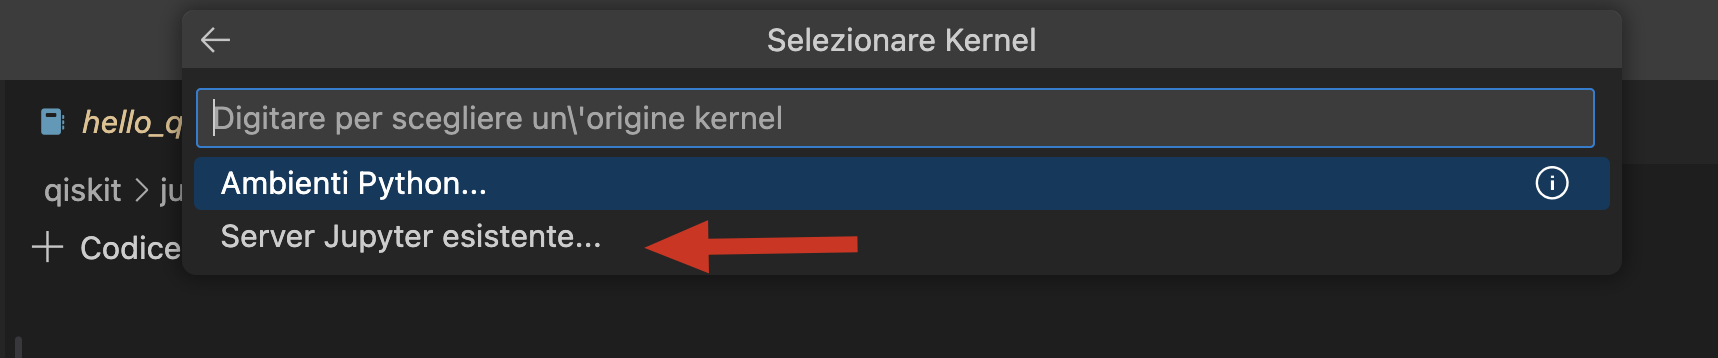 Selezionare Kernel
hello_q
Digitare per scegliere un\'origine kernel
Ambienti Python...
qiskit > ju
Server Jupyter esistente...
+ Codice